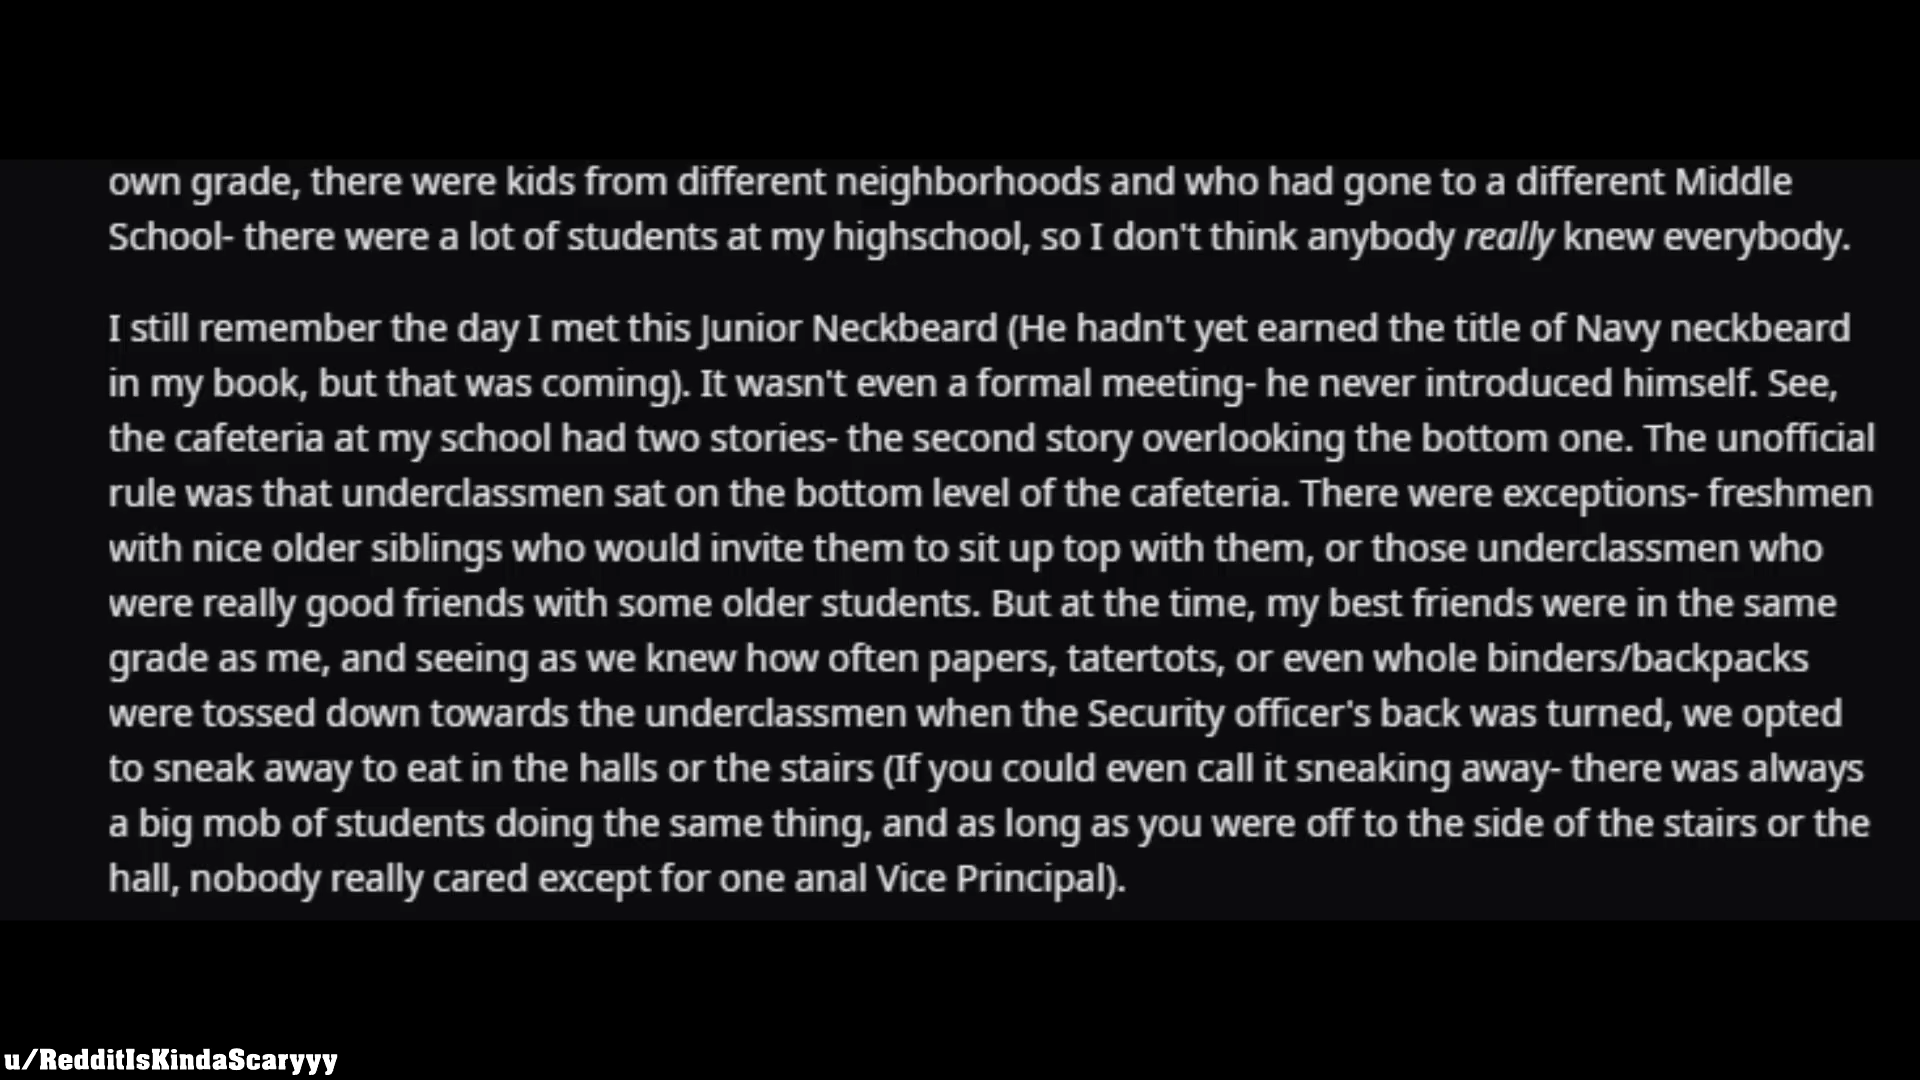 own grade, there were kids from different neighborhoods and who had gone to a different Middle
School- there were a lot of students at my highschool, so I don't think anybody really knew everybody.
I still remember the day I met this Junior Neckbeard (He hadn't yet earned the title of Navy neckbeard
in my book, but that was coming). It wasn't even a formal meeting- he never introduced himself. See,
the cafeteria at my school had two stories- the second story overlooking the bottom one. The unofficial
rule was that underclassmen sat on the bottom level of the cafeteria. There were exceptions- freshmen
with nice older siblings who would invite them to sit up top with them, or those underclassmen who
were really good friends with some older students. But at the time, my best friends were in the same
grade as me, and seeing as we knew how often papers, tatertots, or even whole binders/backpacks
were tossed down towards the underclassmen when the Security officer's back was turned, we opted
to sneak away to eat in the halls or the stairs (If you could even call it sneaking away- there was always
a big mob of students doing the same thing, and as long as you were off to the side of the stairs or the
hall, nobody really cared except for one anal Vice Principal).
u/RedditIsKindaScaryyy